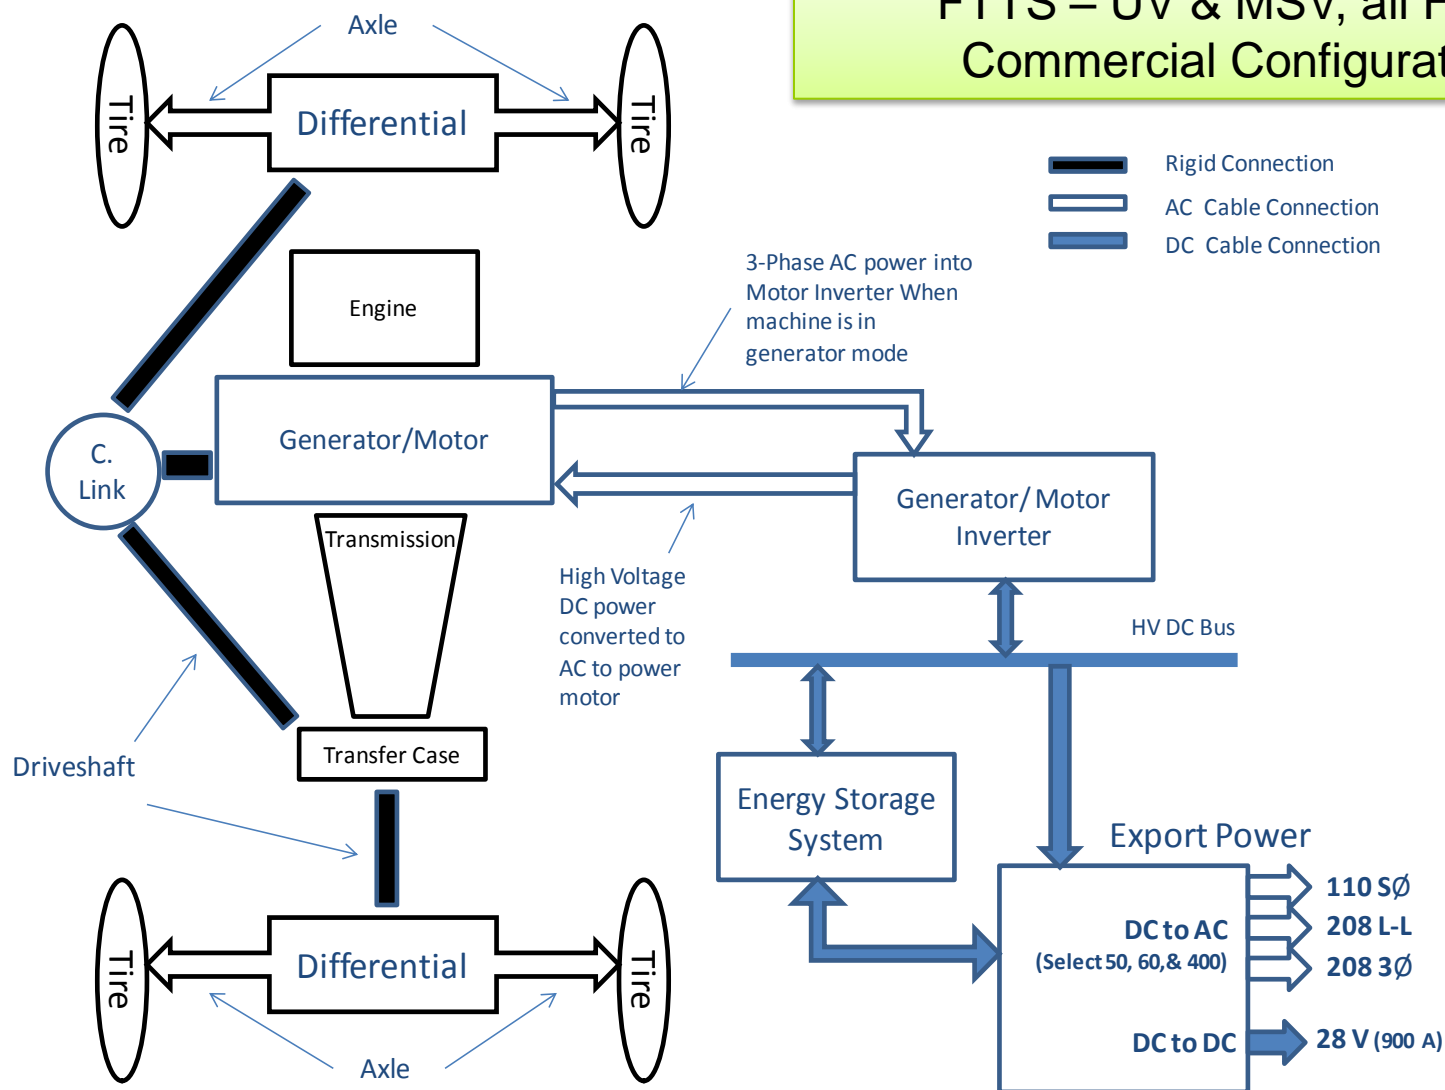 FTTS – UV & MSV, all
Commercial Configurat
Axle
Tire
Differential
Tire
Rigid Connection
AC Cable Connection
DC Cable Connection
Engine
3-Phase AC power into
Motor Inverter When
machine is in
generator mode
Generator/Motor
C.
Link
Generator/ Motor
Inverter
Transmission
High Voltage
DC power
converted to
AC to power
motor
HV DC Bus
Driveshaft
Transfer Case
Energy Storage
System
Export Power
110 SØ
208 L-L
208 3Ø
DC to AC
(Select 50, 60,& 400)
DC to DC
28 V (900 A)
Tire
Differential
Tire
Axle